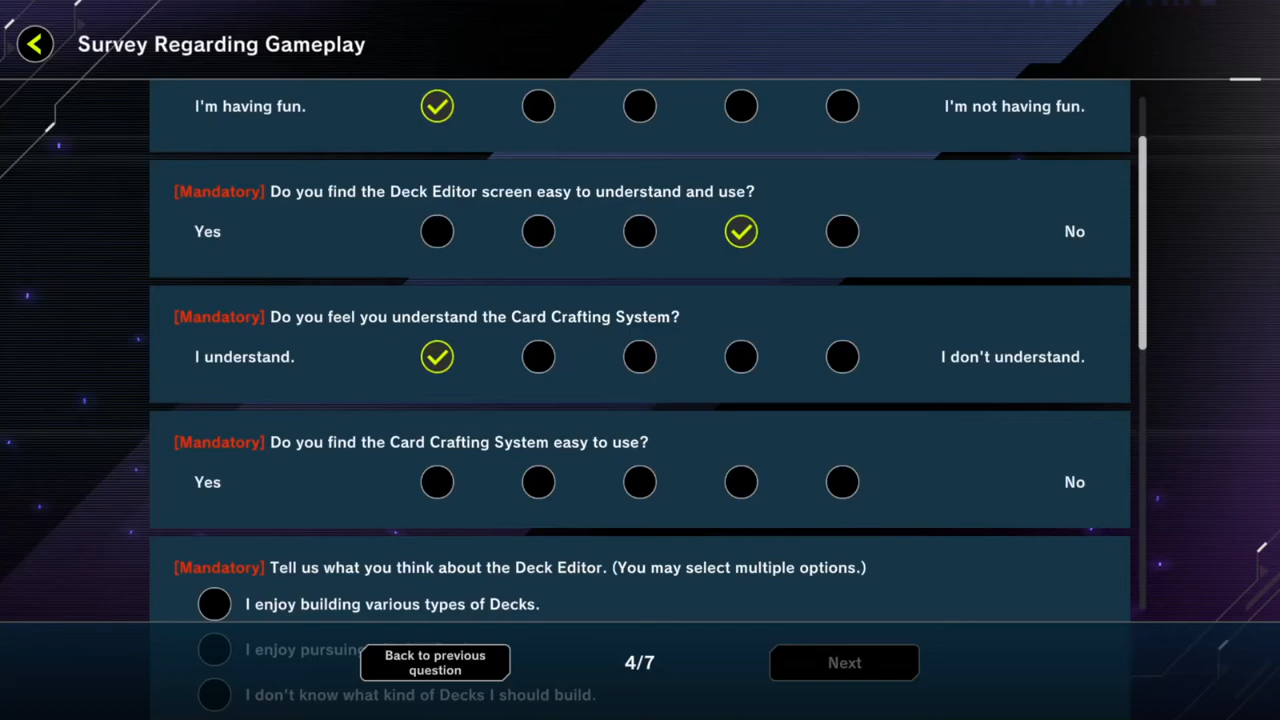 Survey Regarding Gameplay
I'm having fun. I'm not having fun.
[Mandatory] Do you find the Deck Editor screen easy to understand and use?
Yes No
[Mandatory] Do you feel you understand the Card Crafting System?
I understand. I don't understand.
[Mandatory] Do you find the Card Crafting System easy to use?
Yes No
[Mandatory] Tell us what you think about the Deck Editor. (You may select multiple options.)
I enjoy building various types of Decks.
I enjoy pursuing
Back to previous
question
4/7
Next
I don't know what kind of Decks I should build.